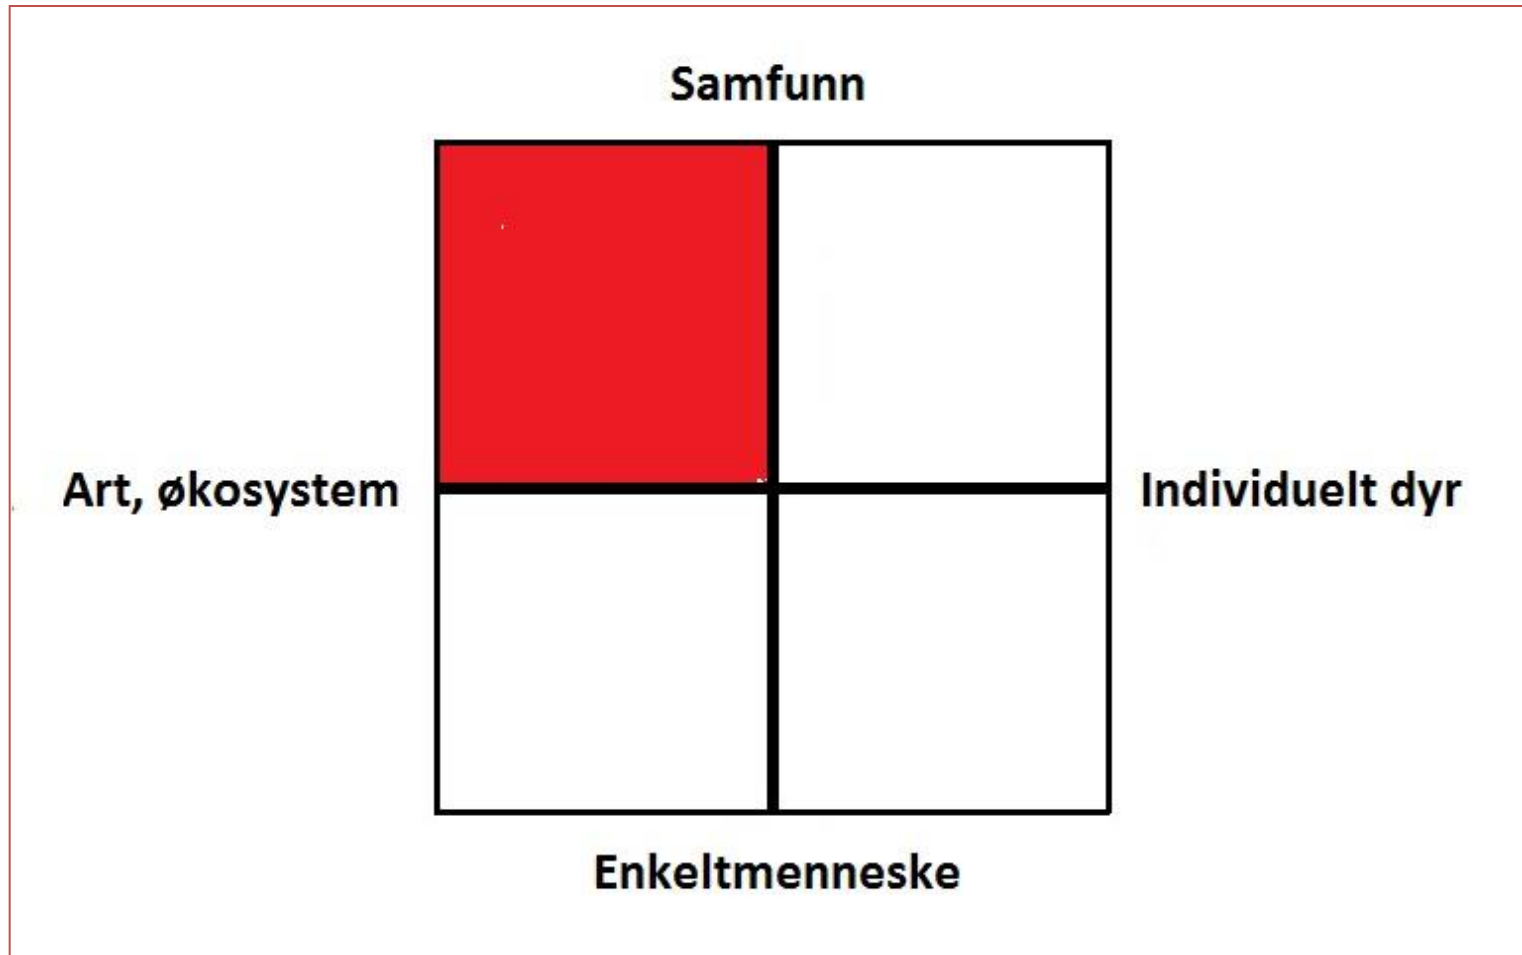 Samfunn
Art, økosystem
Individuelt dyr
Enkeltmenneske